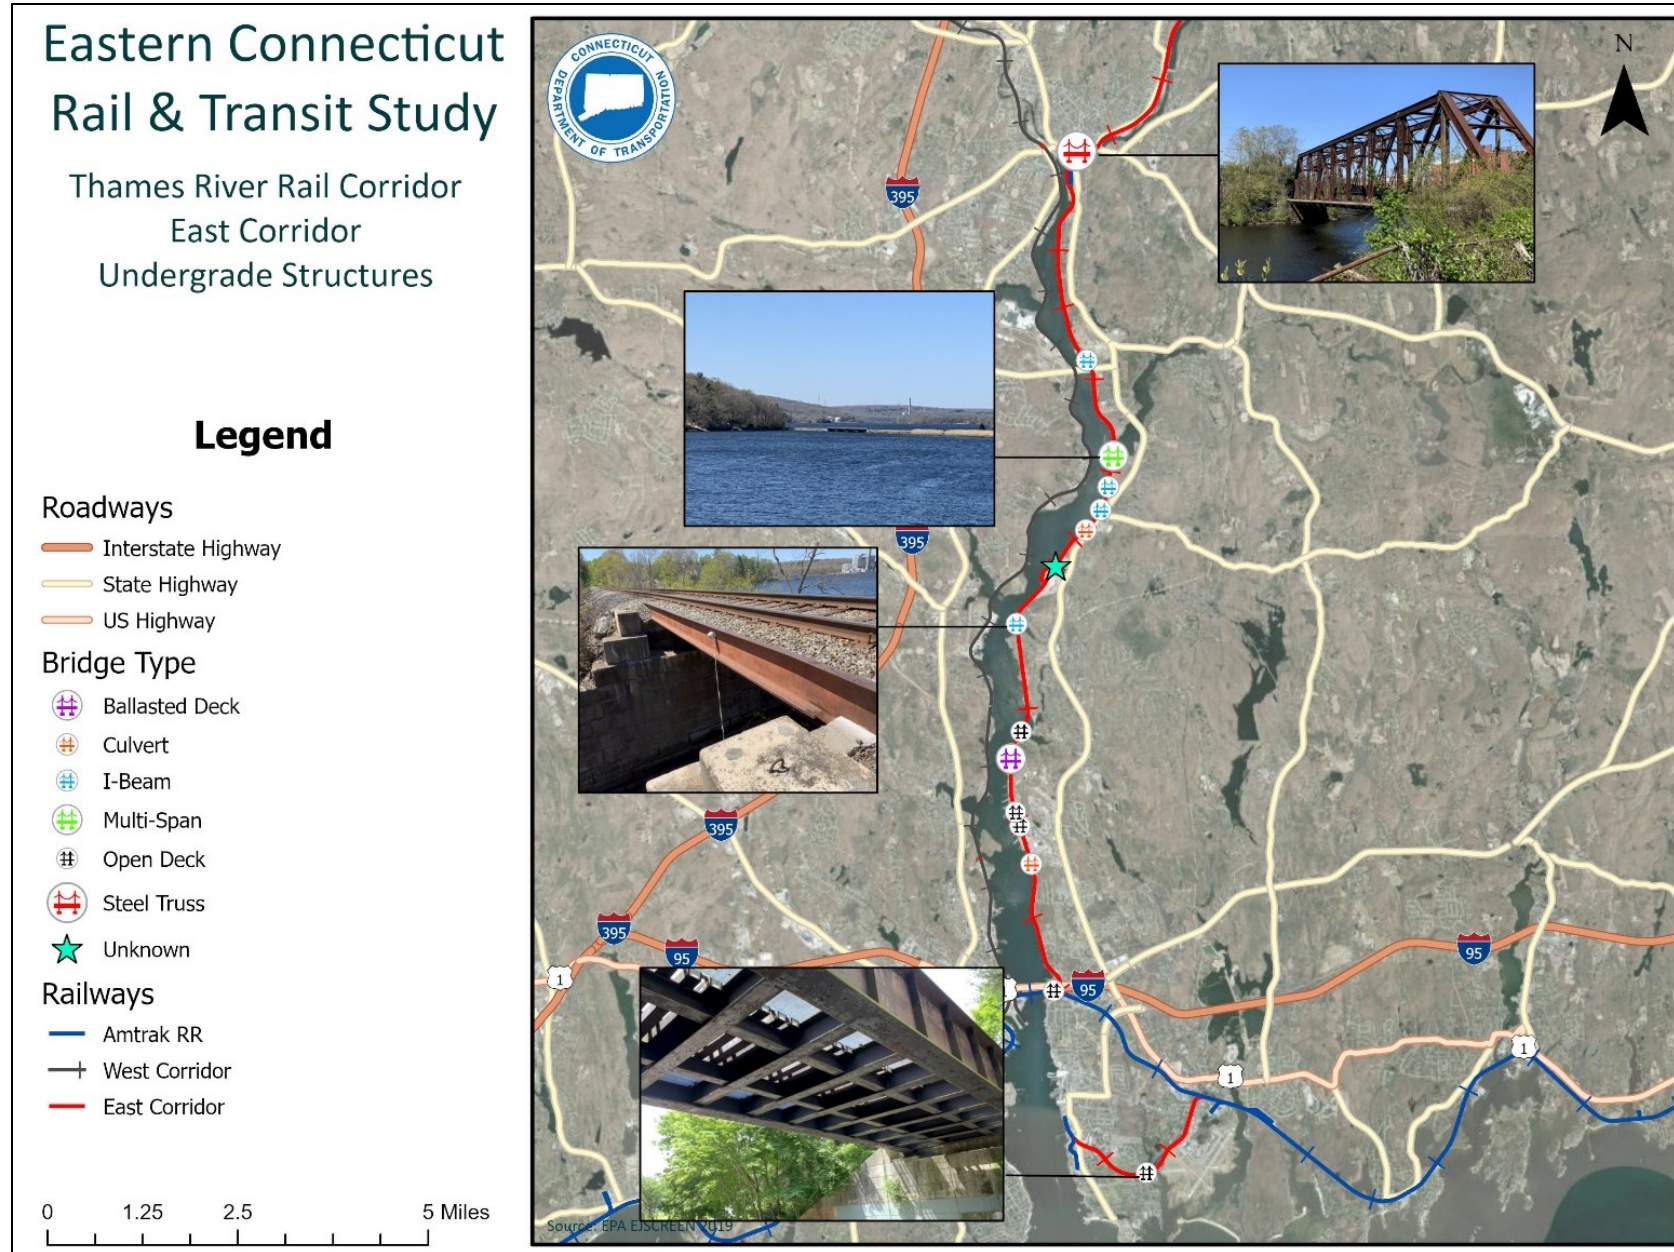 Eastern Connecticut
Rail & Transit Study
Thames River Rail Corridor
East Corridor
Undergrade Structures
Legend
Roadways
Interstate Highway
State Highway
US Highway
Bridge Type
Ballasted Deck
Culvert
I-Beam
Multi-Span
Open Deck
Steel Truss
Unknown
Railways
Amtrak RR
West Corridor
East Corridor
0 1.25 2.5 5 Miles
CONNECTICUT
DEPARTMENT OF TRANSPORTATION
N
395
395
395
395
95
95
95
1
1
1
Source: EPA EJSCREEN 2019